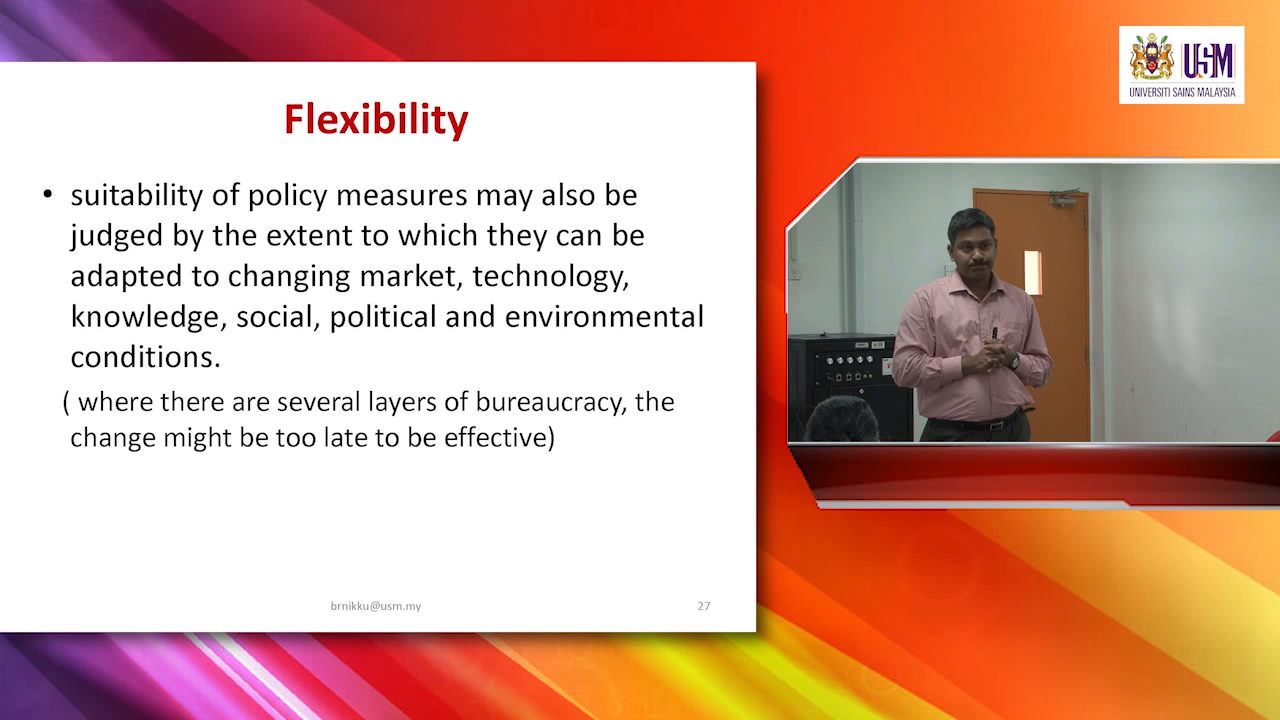 USM
UNIVERSITI SAINS MALAYSIA
Flexibility
• suitability of policy measures may also be
judged by the extent to which they can be
adapted to changing market, technology,
knowledge, social, political and environmental
conditions.
( where there are several layers of bureaucracy, the
change might be too late to be effective)
brnikku@usm.my
27